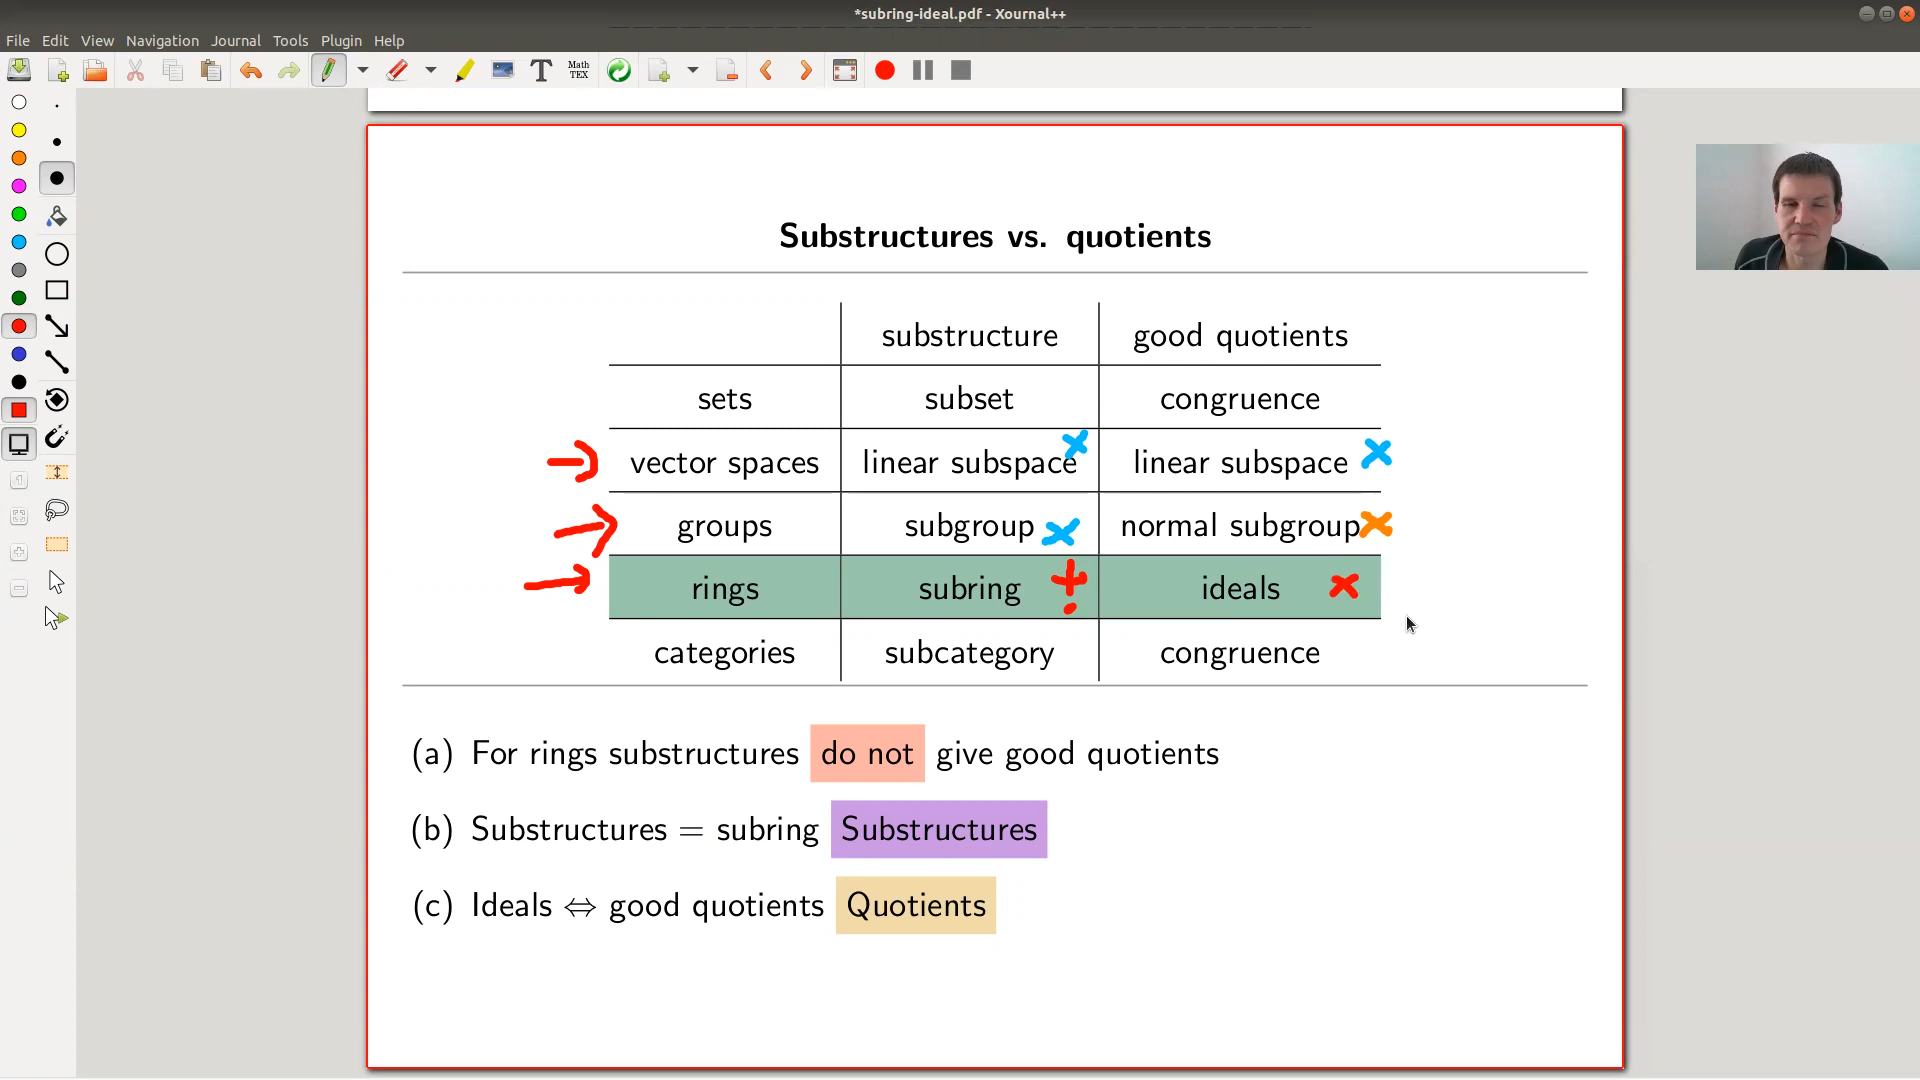 *subring-ideal.pdf - Xournal++
File Edit View Navigation Journal Tools Plugin Help
Math
TEX
Substructures vs. quotients
substructure good quotients
sets subset congruence
vector spaces linear subspace linear subspace
groups subgroup normal subgroup
rings subring ideals
categories subcategory congruence
(a) For rings substructures do not give good quotients
(b) Substructures = subring Substructures
(c) Ideals ⇔ good quotients Quotients